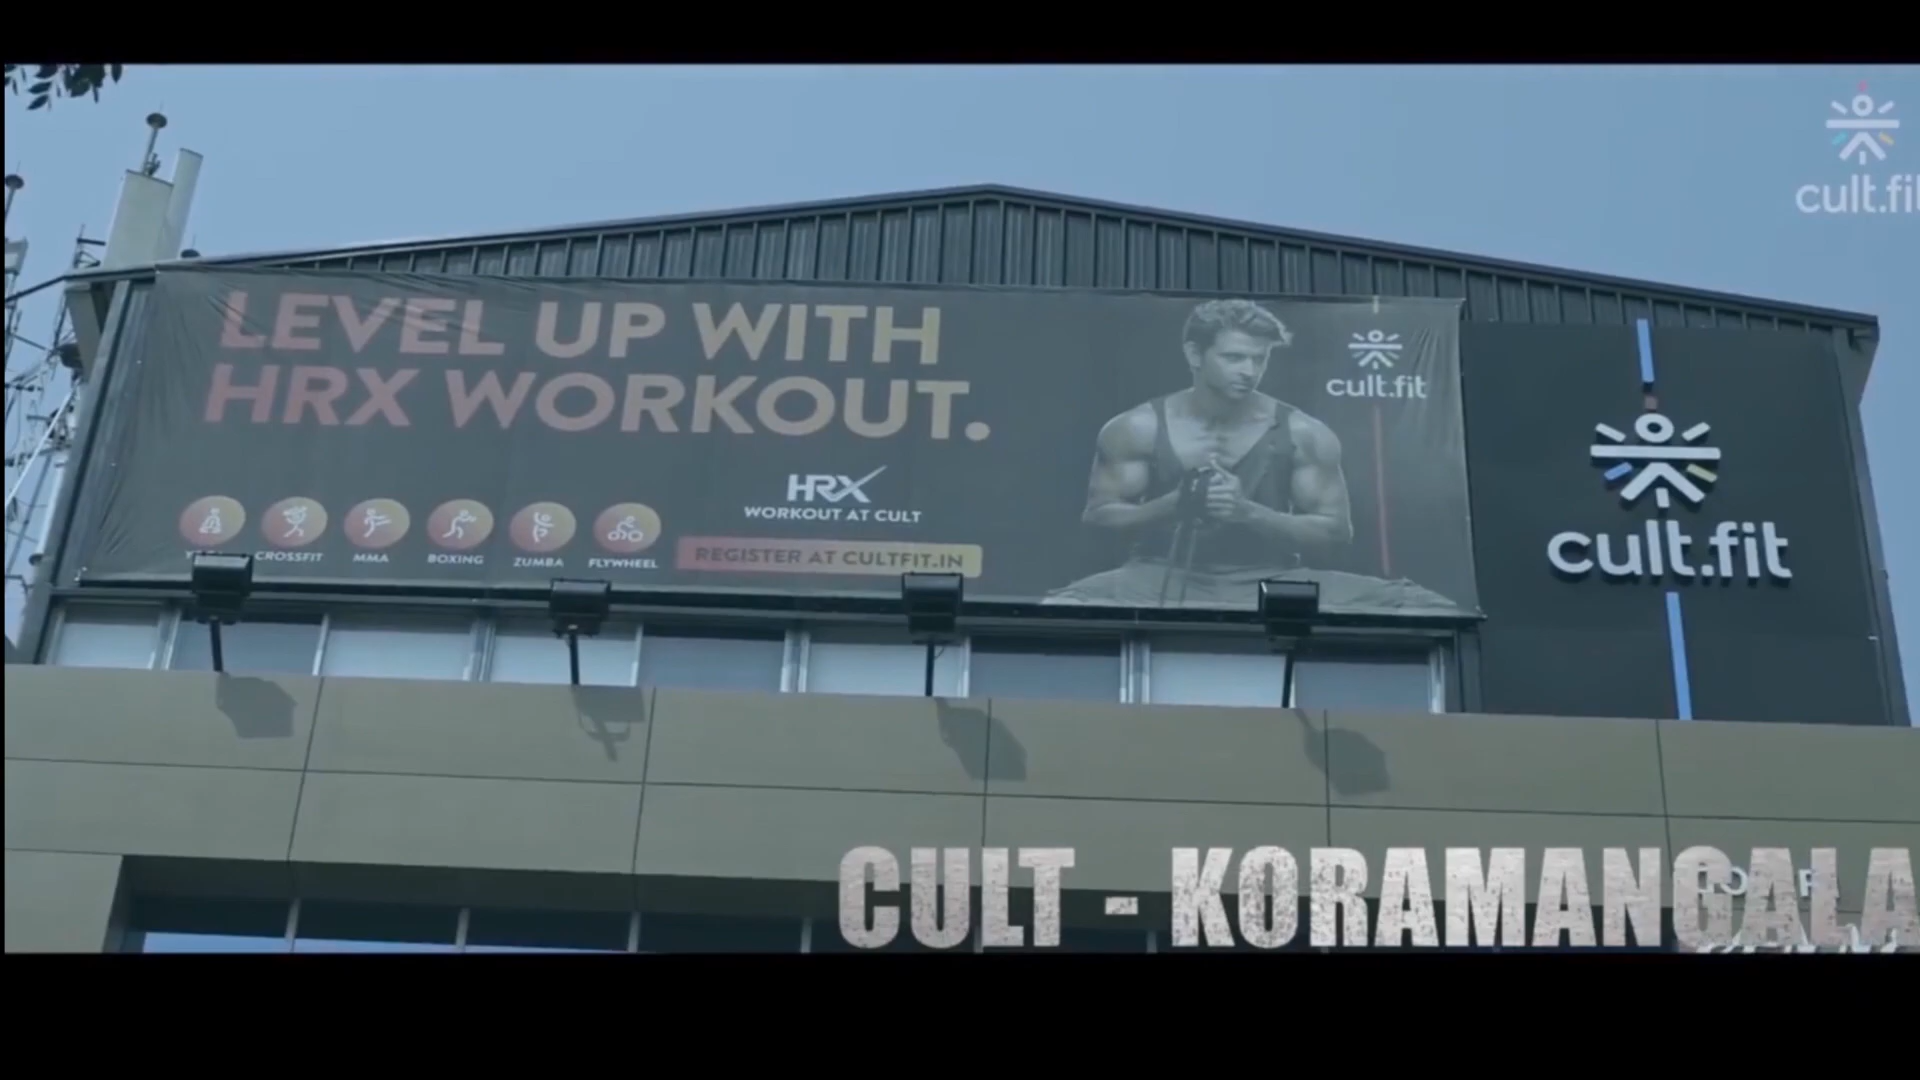 cult.fit
LEVEL UP WITH
HRX WORKOUT.
cult.fit
HRX
WORKOUT AT CULT
CROSSFIT MMA BOXING ZUMBA FLYWHEEL
REGISTER AT CULTFIT.IN
cult.fit
CULT - KORAMANGALA